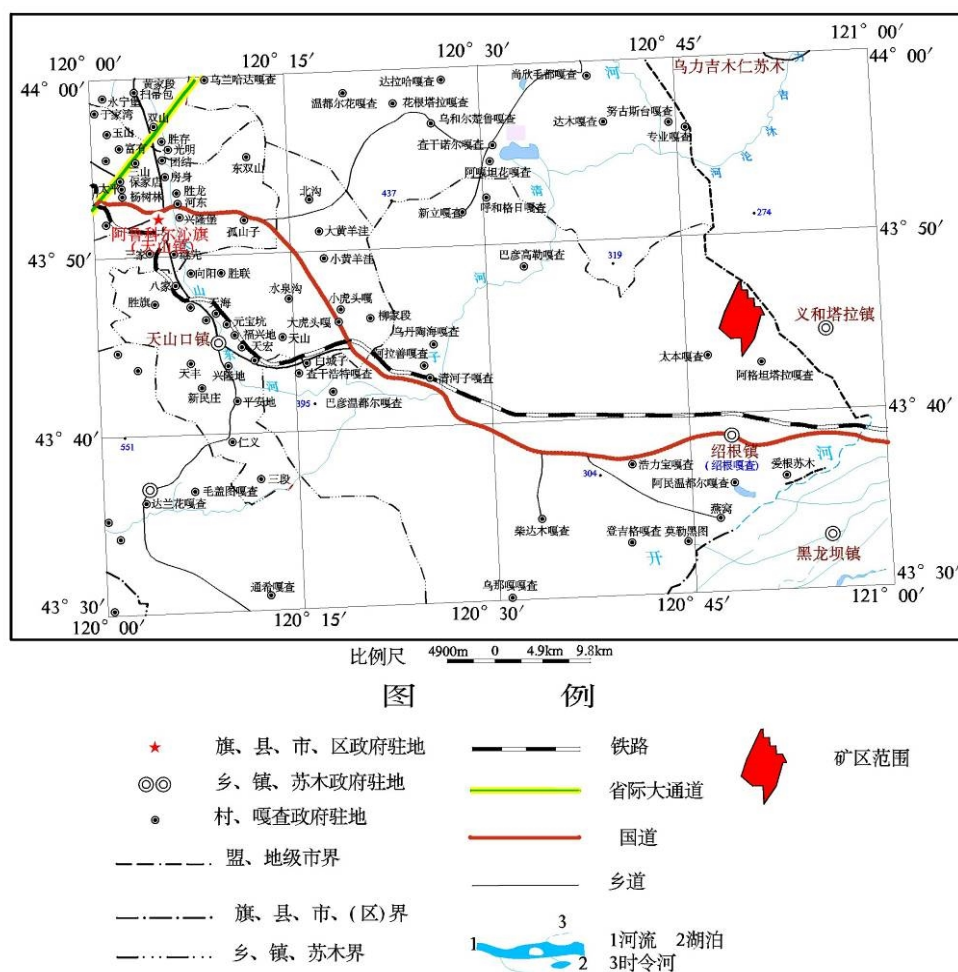 120° 00′
120° 15′
120° 30′
120° 45′
121° 00′
44° 00′
44° 00′
黄家段
扫帚包
乌兰哈达嘎查
永宁堡
于家湾
双山
玉山
胜存
富有
光明
团结
三山
保家店
房身
杨树林
胜龙
河东
兴隆堡
东双山
北沟
孤山子
温都尔花嘎查
达拉哈嘎查
花根塔拉嘎查
乌和尔楚鲁嘎查
尚欣毛都嘎查
河
乌力吉木仁苏木
达木嘎查
努古斯台嘎查
专业嘎查
查干诺尔嘎查
阿嘎坦花嘎查
呼和格日嘎查
新立嘎查
437
清
274
43° 50′
43° 50′
阿鲁科尔沁旗
(天山镇)
大黄羊洼
小黄羊洼
巴彦高勒嘎查
河
319
八家
向阳
胜联
山
水泉沟
胜旗
天海
元宝坑
福兴地
天宏
天山口镇
小虎头嘎
大虎头嘎
天山
柳家段
乌丹陶海嘎查
阿拉善嘎查
清河子嘎查
子
口城子
查干浩特嘎查
天丰
兴隆地
新民庄
平安地
东
河
395
巴彦温都尔嘎查
太本嘎查
阿格坦塔拉嘎查
义和塔拉镇
43° 40′
43° 40′
551
仁义
三段
毛盖图嘎查
达兰花嘎查
绍根镇
(绍根嘎查)
浩力宝嘎查
304
爱根苏木
阿民温都尔嘎查
河
燕窝
柴达木嘎查
登吉格嘎查
莫勒黑图
黑龙坝镇
开
通希嘎查
乌那嘎嘎查
43° 30′
43° 30′
120° 00′
120° 15′
120° 30′
120° 45′
121° 00′
比例尺 4900m 0 4.9km 9.8km
图 例
旗、县、市、区政府驻地
铁路
矿区范围
乡、镇、苏木政府驻地
省际大通道
村、嘎查政府驻地
国道
盟、地级市界
乡道
旗、县、市、(区)界
乡、镇、苏木界
1
2
3
1河流 2湖泊
3时令河